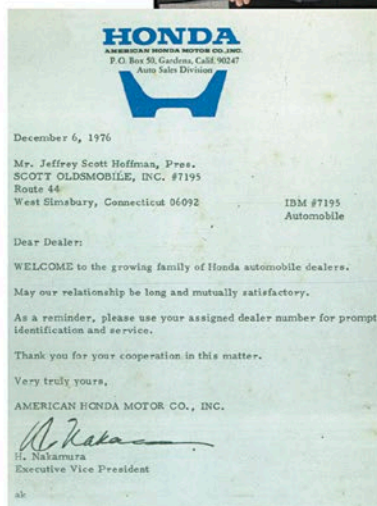 HONDA
AMERICAN HONDA MOTOR CO., INC.
P.O. Box 50, Gardena, Calif. 90247
Auto Sales Division
December 6, 1976
Mr. Jeffrey Scott Hoffman, Pres.
SCOTT OLDSMOBILE, INC. #7195
Route 44
West Simsbury, Connecticut 06092
IBM #7195
Automobile
Dear Dealer:
WELCOME to the growing family of Honda automobile dealers.
May our relationship be long and mutually satisfactory.
As a reminder, please use your assigned dealer number for prompt
identification and service.
Thank you for your cooperation in this matter.
Very truly yours,
AMERICAN HONDA MOTOR CO., INC.
H. Nakamura
Executive Vice President
ak